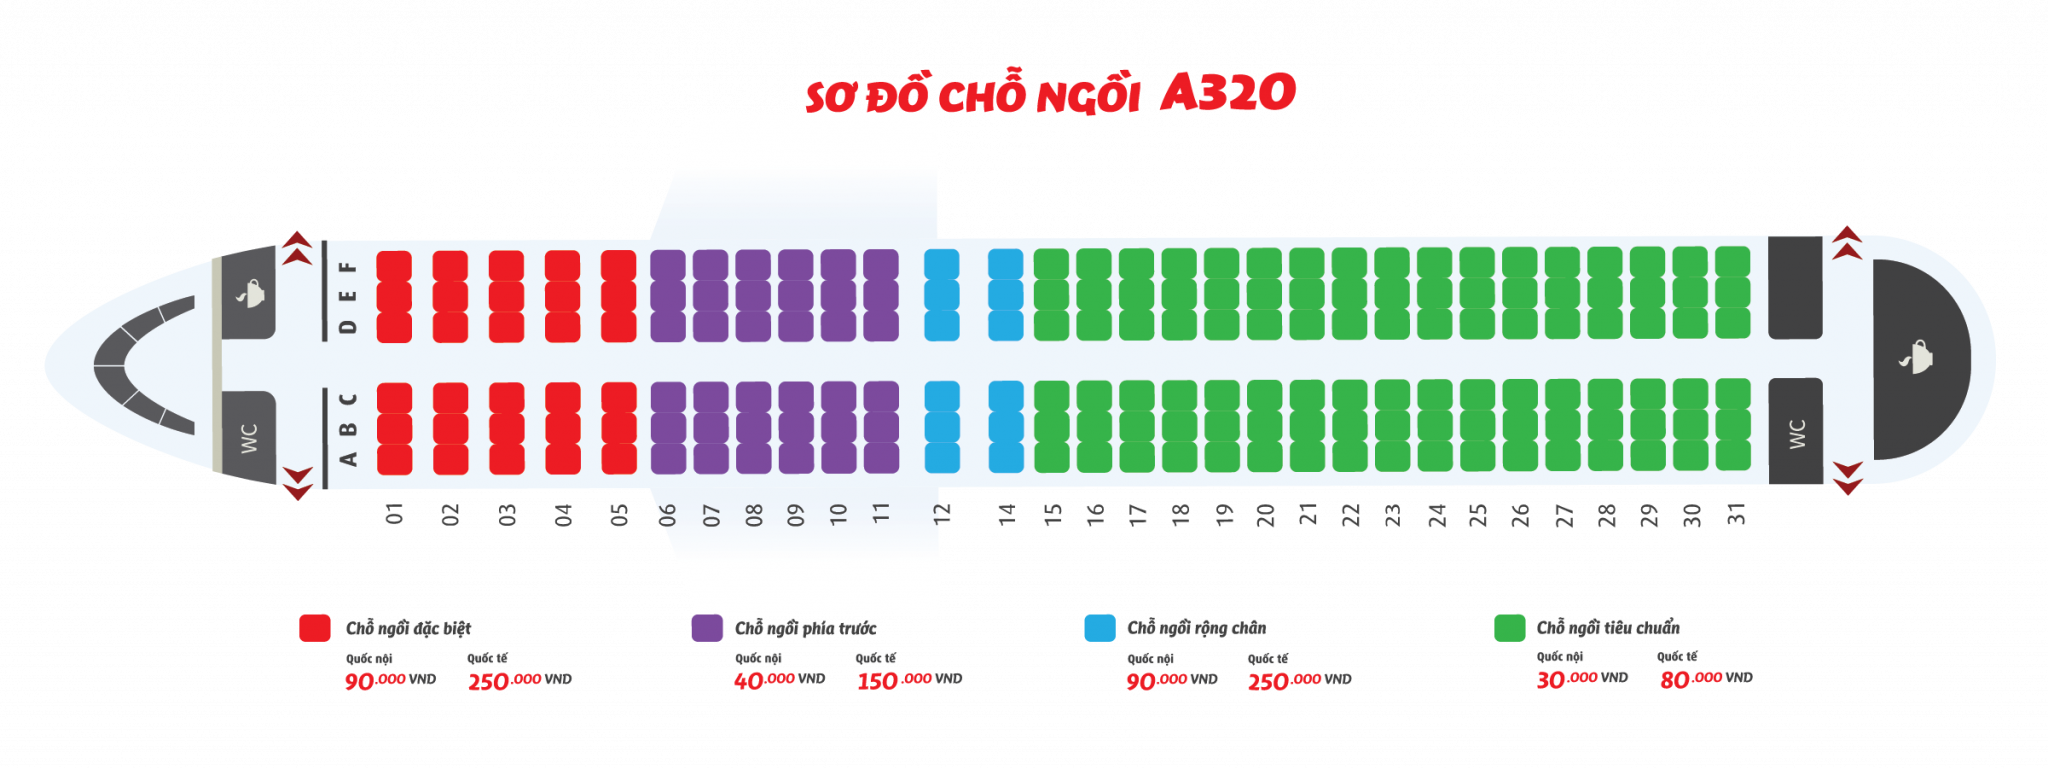 SƠ ĐỒ CHỖ NGỒI A320
F
E
D
C
B
A
WC
WC
01 02 03 04 05 06 07 08 09 10 11 12 14 15 16 17 18 19 20 21 22 23 24 25 26 27 28 29 30 31
Chỗ ngồi đặc biệt
Quốc nội Quốc tế
90.000 VND 250.000 VND
Chỗ ngồi phía trước
Quốc nội Quốc tế
40.000 VND 150.000 VND
Chỗ ngồi rộng chân
Quốc nội Quốc tế
90.000 VND 250.000 VND
Chỗ ngồi tiêu chuẩn
Quốc nội Quốc tế
30.000 VND 80.000 VND